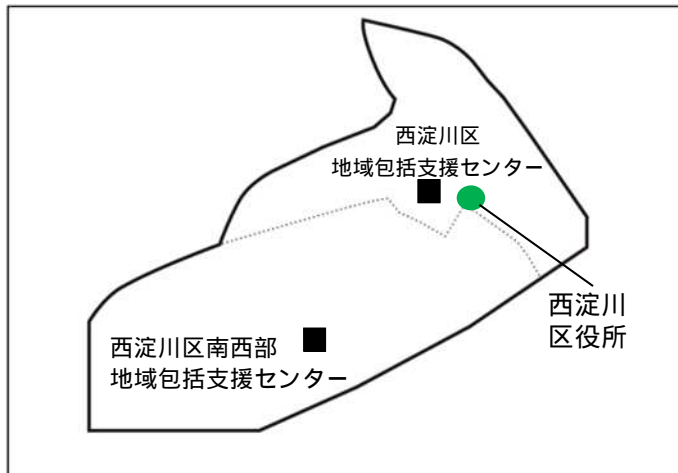 西淀川区
地域包括支援センター
西淀川
区役所
西淀川区南西部
地域包括支援センター